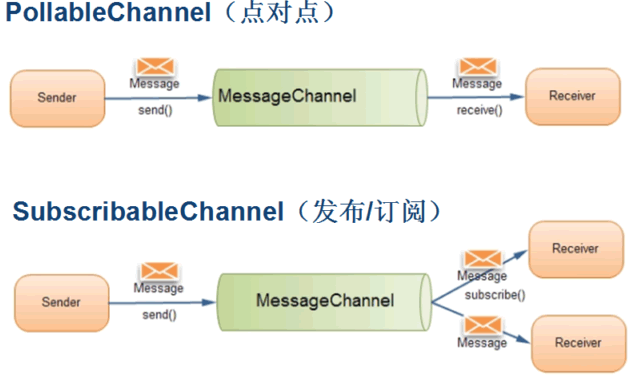 PollableChannel（点对点）
Message
Message
Sender
MessageChannel
Receiver
send()
receive()
SubscribableChannel（发布/订阅）
Receiver
Message
Message
subscribe()
Sender
MessageChannel
send()
Message
Receiver